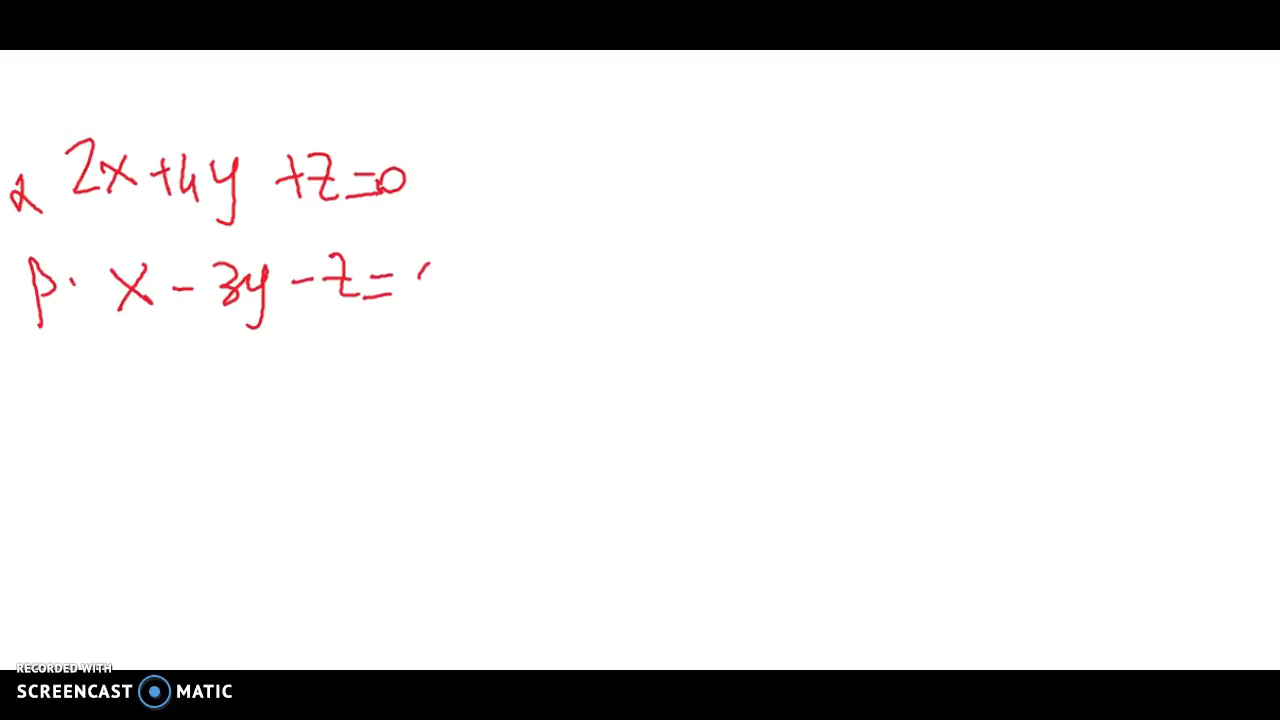 α 2x+4y+z=0
β. x-3y-z=
RECORDED WITH
SCREENCAST MATIC